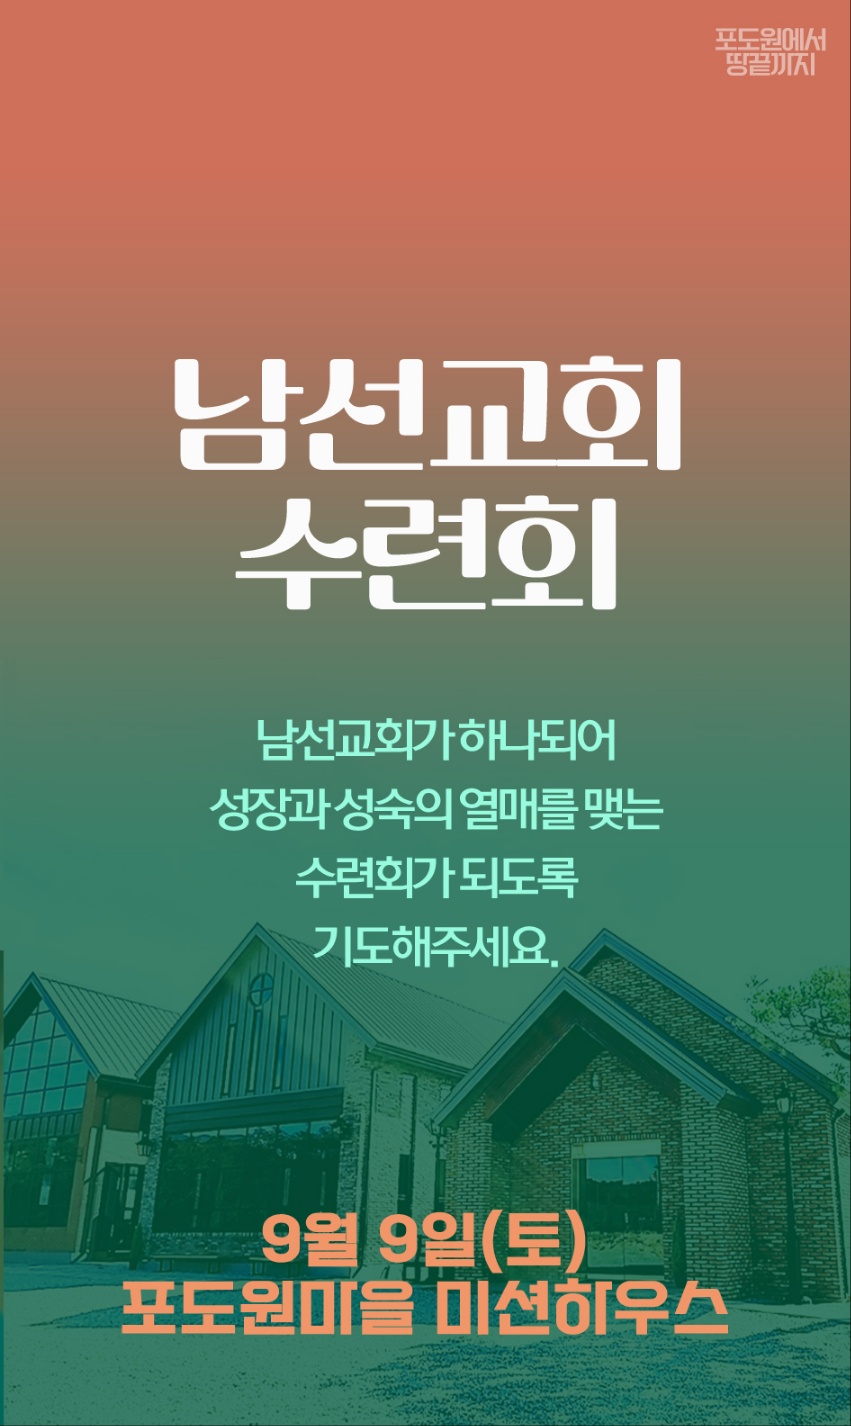 포도원에서
땅끝까지
남선교회
수련회
남선교회가 하나되어
성장과 성숙의 열매를 맺는
수련회가 되도록
기도해주세요.
9월 9일(토)
포도원마을 미션하우스